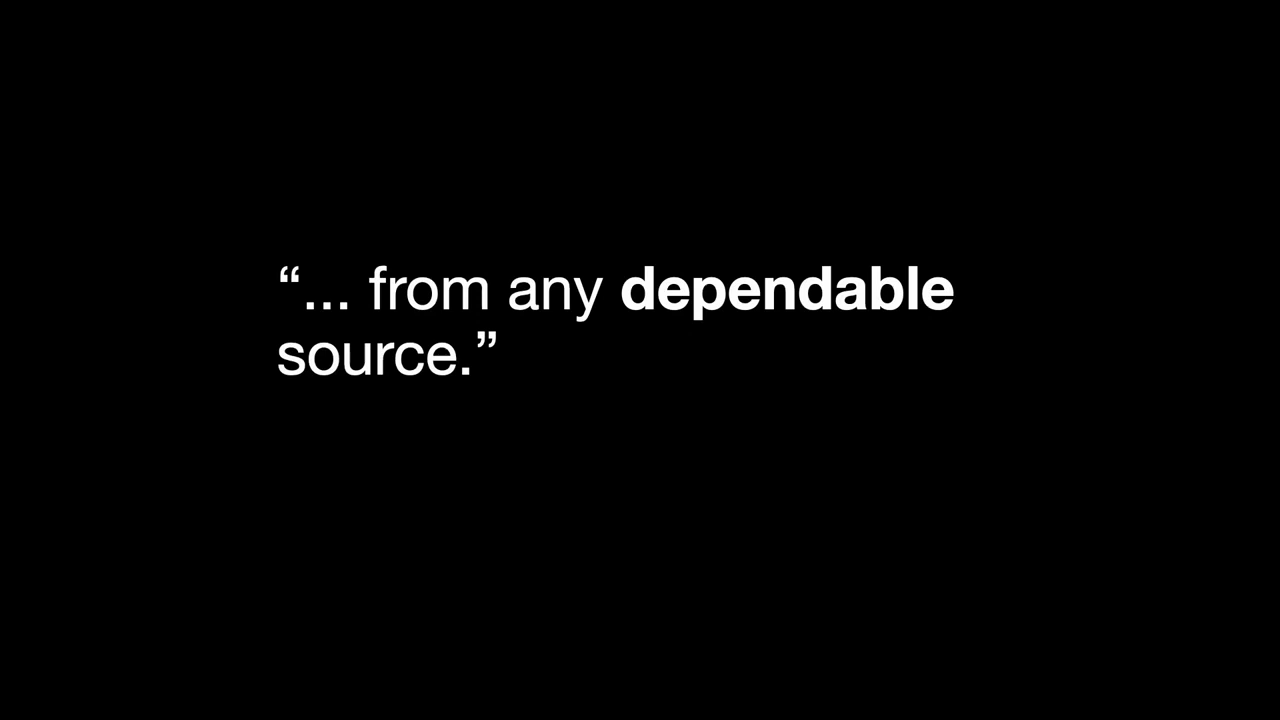 “... from any dependable
source.”